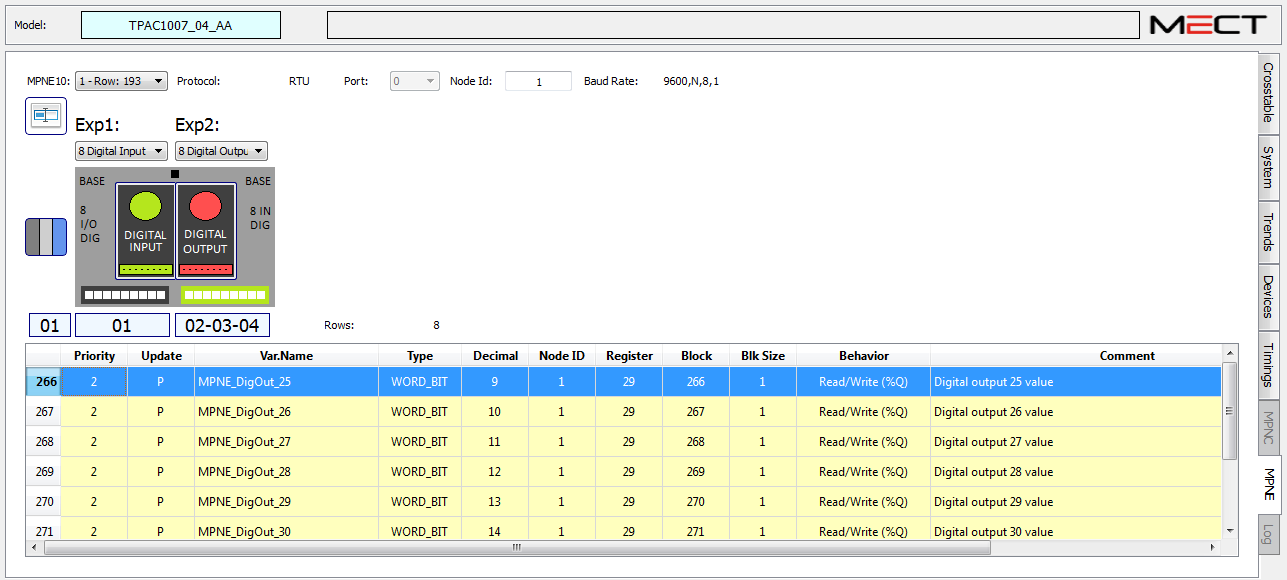 Model: TPAC1007_04_AA MECT
MPNE10: 1 - Row: 193 Protocol: RTU Port: 0 Node Id: 1 Baud Rate: 9600,N,8,1
Exp1: Exp2:
8 Digital Input 8 Digital Outpu
BASE BASE
8 I/O DIG
DIGITAL INPUT
DIGITAL OUTPUT
8 IN DIG
01 01 02-03-04 Rows: 8
Priority Update Var.Name Type Decimal Node ID Register Block Blk Size Behavior Comment
266 2 P MPNE_DigOut_25 WORD_BIT 9 1 29 266 1 Read/Write (%Q) Digital output 25 value
267 2 P MPNE_DigOut_26 WORD_BIT 10 1 29 267 1 Read/Write (%Q) Digital output 26 value
268 2 P MPNE_DigOut_27 WORD_BIT 11 1 29 268 1 Read/Write (%Q) Digital output 27 value
269 2 P MPNE_DigOut_28 WORD_BIT 12 1 29 269 1 Read/Write (%Q) Digital output 28 value
270 2 P MPNE_DigOut_29 WORD_BIT 13 1 29 270 1 Read/Write (%Q) Digital output 29 value
271 2 P MPNE_DigOut_30 WORD_BIT 14 1 29 271 1 Read/Write (%Q) Digital output 30 value
Crosstable
System
Trends
Devices
Timings
MPNC
MPNE
Log